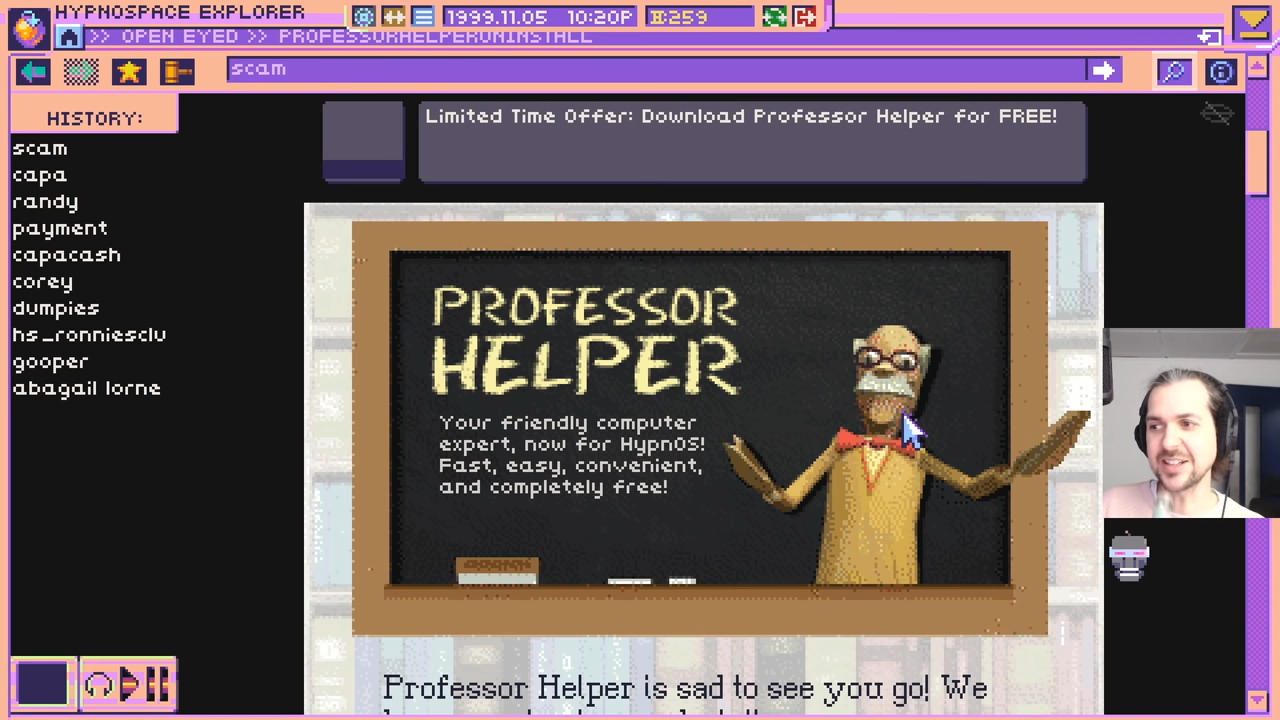 HYPNOSPACE EXPLORER
1999.11.05 10:20P
259
>> OPEN EYED >> PROFESSORHELPERUNINSTALL
scam
HISTORY:
scam
capa
randy
payment
capacash
corey
dumpies
hs_ronniesclu
gooper
abagail lorne
Limited Time Offer: Download Professor Helper for FREE!
PROFESSOR
HELPER
Your friendly computer
expert, now for HypnOS!
Fast, easy, convenient,
and completely free!
Professor Helper is sad to see you go! We